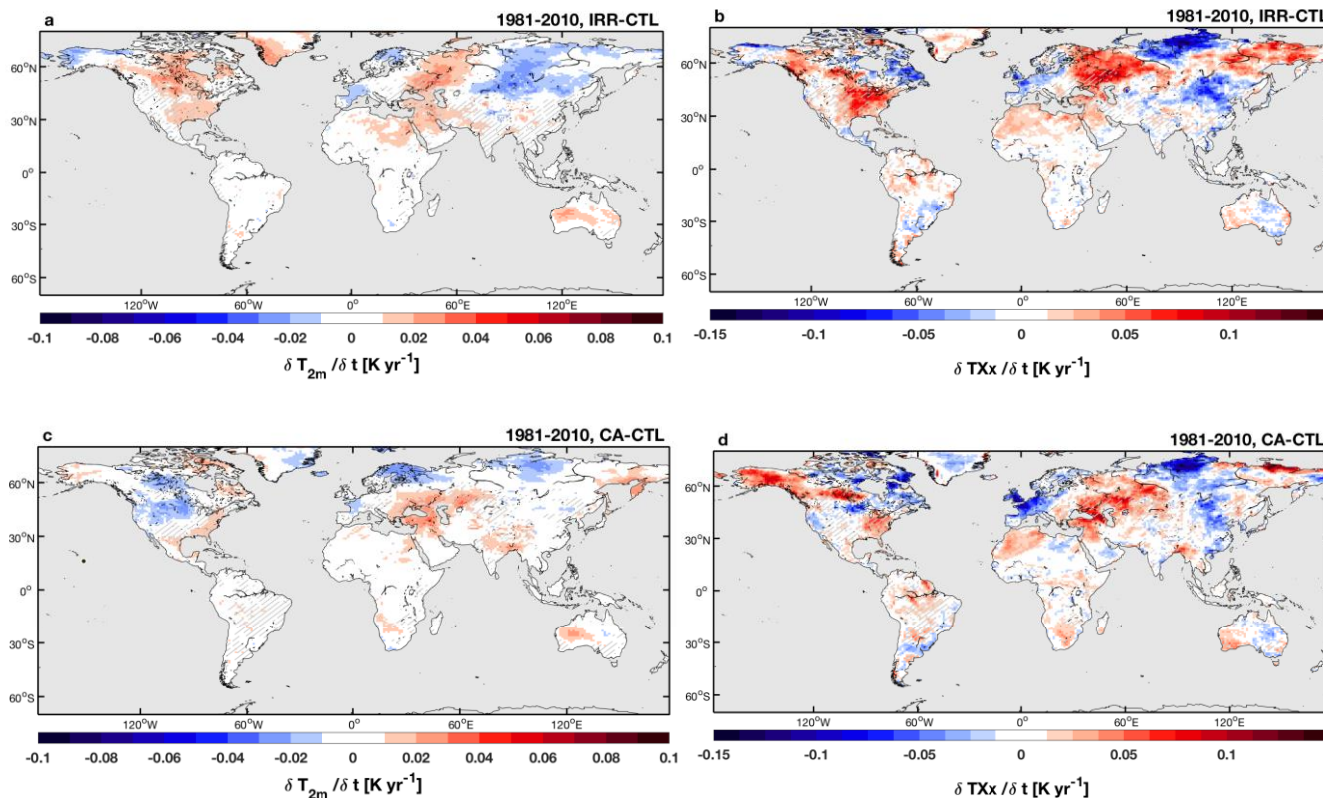 a
1981-2010, IRR-CTL
60°N
30°N
0°
30°S
60°S
120°W 60°W 0° 60°E 120°E
-0.1 -0.08 -0.06 -0.04 -0.02 0 0.02 0.04 0.06 0.08 0.1
δ T2m /δ t [K yr-1]
b
1981-2010, IRR-CTL
60°N
30°N
0°
30°S
60°S
120°W 60°W 0° 60°E 120°E
-0.15 -0.1 -0.05 0 0.05 0.1
δ TXx /δ t [K yr-1]
c
1981-2010, CA-CTL
60°N
30°N
0°
30°S
60°S
120°W 60°W 0° 60°E 120°E
-0.1 -0.08 -0.06 -0.04 -0.02 0 0.02 0.04 0.06 0.08 0.1
δ T2m /δ t [K yr-1]
d
1981-2010, CA-CTL
60°N
30°N
0°
30°S
60°S
120°W 60°W 0° 60°E 120°E
-0.15 -0.1 -0.05 0 0.05 0.1
δ TXx /δ t [K yr-1]